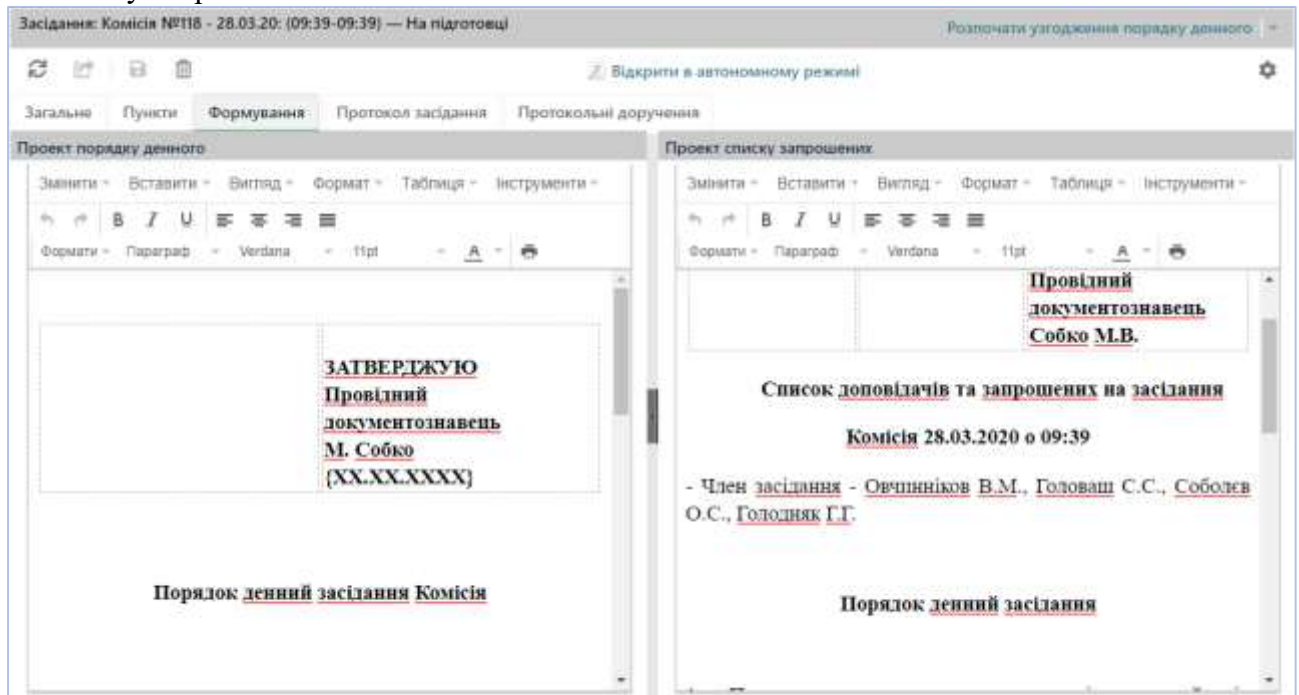 Засідання: Комісія №118 - 28.03.20: (09:39-09:39) — На підготовці
Розпочати узгодження порядку денного
Відкрити в автономному режимі
Загальне Пункти Формування Протокол засідання Протокольні доручення
Проект порядку денного
Змінити Вставити Вигляд Формат Таблиця Інструменти
B I U
Формати Параграф Verdana 11pt A
ЗАТВЕРДЖУЮ
Провідний
документознавець
М. Собко
{XX.XX.XXXX}
Порядок денний засідання Комісія
Проект списку запрошених
Змінити Вставити Вигляд Формат Таблиця Інструменти
B I U
Формати Параграф Verdana 11pt A
Провідний
документознавець
Собко М.В.
Список доповідачів та запрошених на засідання
Комісія 28.03.2020 о 09:39
- Член засідання - Овчинніков В.М., Головаш С.С., Соболєв
О.С., Голодняк Г.Г.
Порядок денний засідання